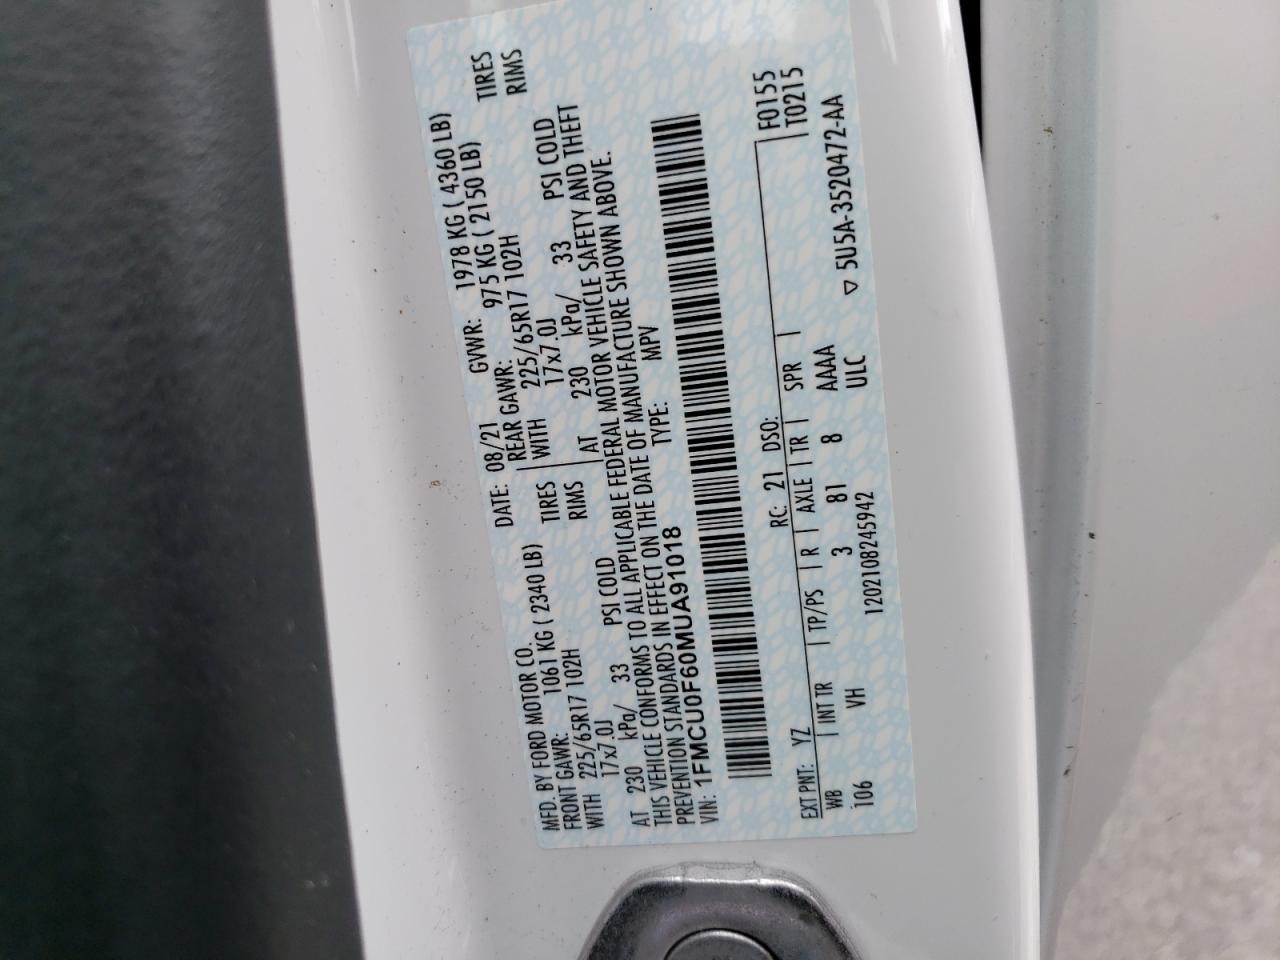 MFD. BY FORD MOTOR CO. DATE: 08/21 GVWR: 1978 KG ( 4360 LB)
FRONT GAWR: 1061 KG ( 2340 LB) REAR GAWR: 975 KG ( 2150 LB)
WITH 225/65R17 102H TIRES WITH 225/65R17 102H TIRES
17x7.0J RIMS 17x7.0J RIMS
AT 230 kPa/ 33 PSI COLD AT 230 kPa/ 33 PSI COLD
THIS VEHICLE CONFORMS TO ALL APPLICABLE FEDERAL MOTOR VEHICLE SAFETY AND THEFT
PREVENTION STANDARDS IN EFFECT ON THE DATE OF MANUFACTURE SHOWN ABOVE.
VIN: 1FMCU0F60MUA91018 TYPE: MPV
F0155
EXT PNT: YZ RC: 21 DSO: T0215
WB INT TR TP/PS R AXLE TR SPR
106 VH 3 81 8 AAAA ▽ 5U5A-3520472-AA
120210824594​2 ULC